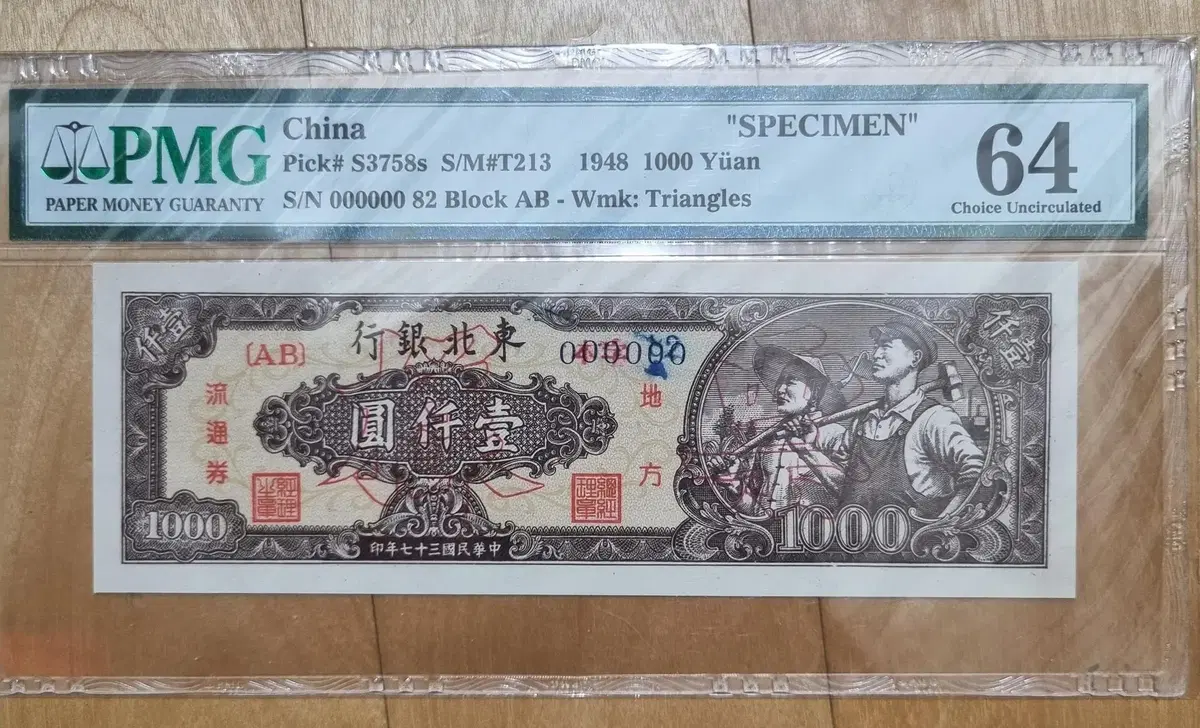 PMG
PAPER MONEY GUARANTY
China
"SPECIMEN"
Pick# S3758s S/M#T213 1948 1000 Yüan
S/N 000000 82 Block AB - Wmk: Triangles
64
Choice Uncirculated
壹仟
壹仟
東北銀行
(AB)
000000
地方
流通券
壹仟圓
1000
1000
中華民國三十七年印